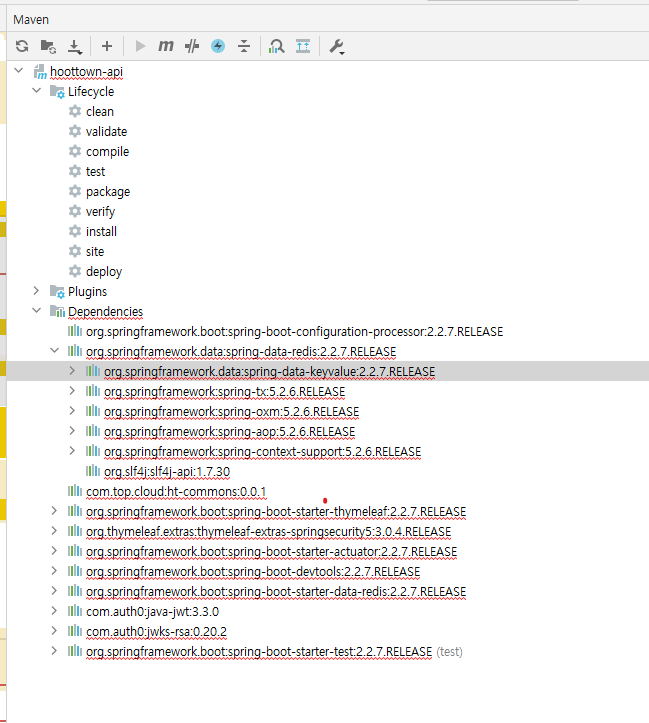 Maven
hoottown-api
Lifecycle
clean
validate
compile
test
package
verify
install
site
deploy
Plugins
Dependencies
org.springframework.boot:spring-boot-configuration-processor:2.2.7.RELEASE
org.springframework.data:spring-data-redis:2.2.7.RELEASE
org.springframework.data:spring-data-keyvalue:2.2.7.RELEASE
org.springframework:spring-tx:5.2.6.RELEASE
org.springframework:spring-oxm:5.2.6.RELEASE
org.springframework:spring-aop:5.2.6.RELEASE
org.springframework:spring-context-support:5.2.6.RELEASE
org.slf4j:slf4j-api:1.7.30
com.top.cloud:ht-commons:0.0.1
org.springframework.boot:spring-boot-starter-thymeleaf:2.2.7.RELEASE
org.thymeleaf.extras:thymeleaf-extras-springsecurity5:3.0.4.RELEASE
org.springframework.boot:spring-boot-starter-actuator:2.2.7.RELEASE
org.springframework.boot:spring-boot-devtools:2.2.7.RELEASE
org.springframework.boot:spring-boot-starter-data-redis:2.2.7.RELEASE
com.auth0:java-jwt:3.3.0
com.auth0:jwks-rsa:0.20.2
org.springframework.boot:spring-boot-starter-test:2.2.7.RELEASE (test)